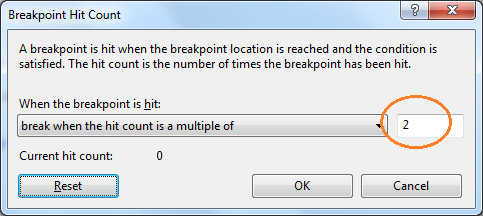 Breakpoint Hit Count
?
A breakpoint is hit when the breakpoint location is reached and the condition is
satisfied. The hit count is the number of times the breakpoint has been hit.
When the breakpoint is hit:
break when the hit count is a multiple of 2
Current hit count: 0
Reset OK Cancel